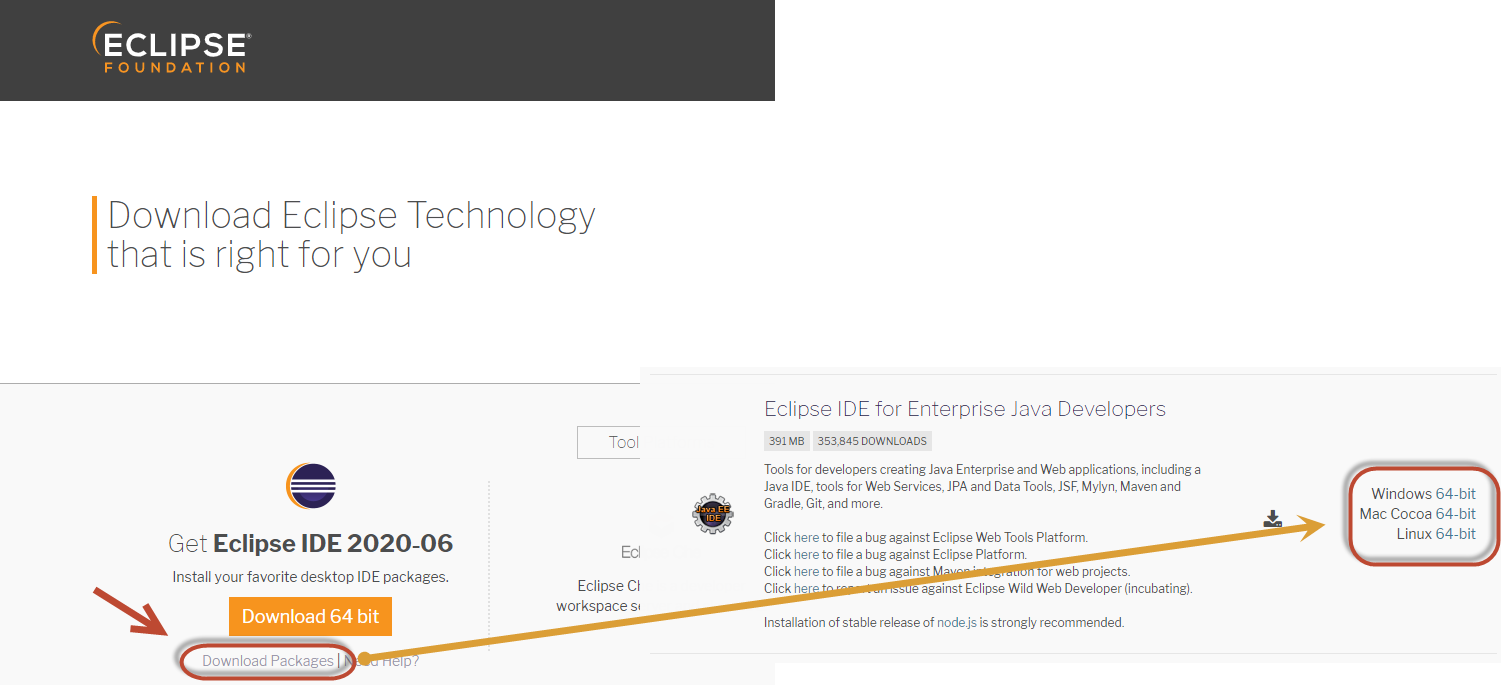 ECLIPSE®
FOUNDATION
Download Eclipse Technology
that is right for you
Tool
Get Eclipse IDE 2020-06
Install your favorite desktop IDE packages.
Download 64 bit
Download Packages | Need Help?
Ecl
Eclipse Ch
workspace se
Eclipse IDE for Enterprise Java Developers
391 MB 353,845 DOWNLOADS
Tools for developers creating Java Enterprise and Web applications, including a
Java IDE, tools for Web Services, JPA and Data Tools, JSF, Mylyn, Maven and
Gradle, Git, and more.
Java EE
IDE
Click here to file a bug against Eclipse Web Tools Platform.
Click here to file a bug against Eclipse Platform.
Click here to file a bug against Maven integration for web projects.
Click here to report an issue against Eclipse Wild Web Developer (incubating).
Installation of stable release of node.js is strongly recommended.
Windows 64-bit
Mac Cocoa 64-bit
Linux 64-bit